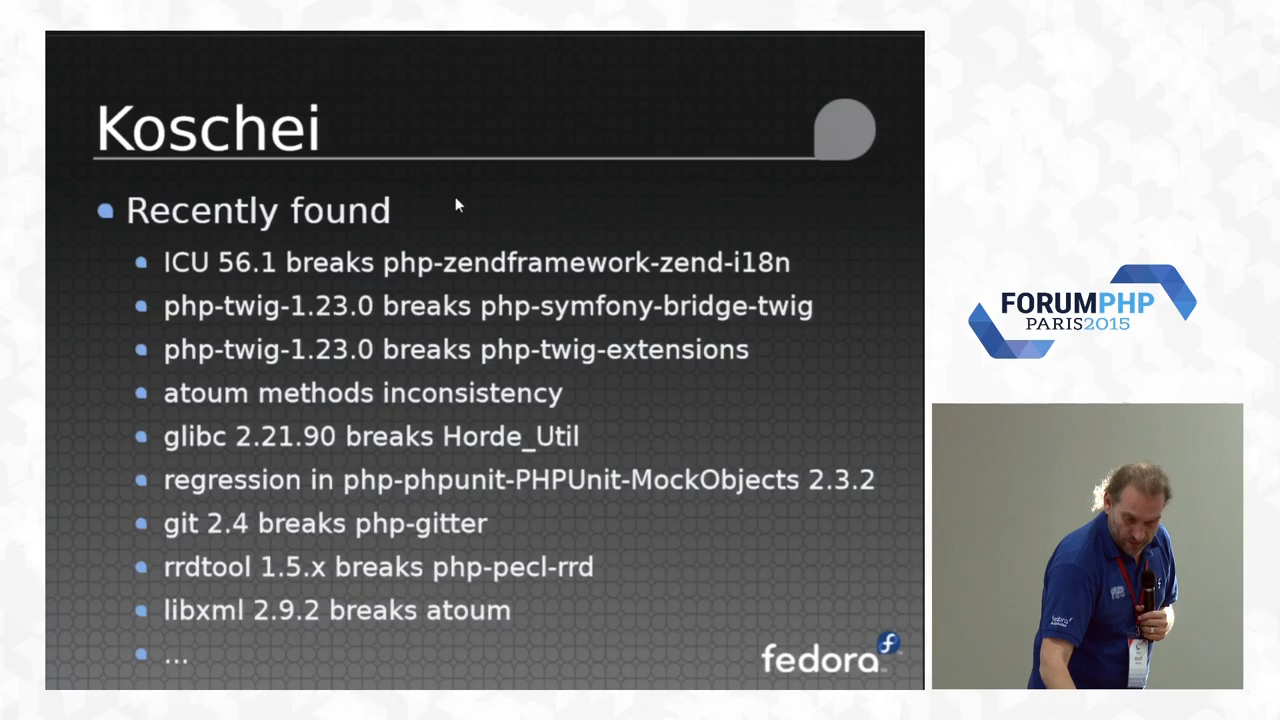 Koschei
Recently found
ICU 56.1 breaks php-zendframework-zend-i18n
php-twig-1.23.0 breaks php-symfony-bridge-twig
php-twig-1.23.0 breaks php-twig-extensions
atoum methods inconsistency
glibc 2.21.90 breaks Horde_Util
regression in php-phpunit-PHPUnit-MockObjects 2.3.2
git 2.4 breaks php-gitter
rrdtool 1.5.x breaks php-pecl-rrd
libxml 2.9.2 breaks atoum
...
fedora
FORUMPHP
PARIS2015